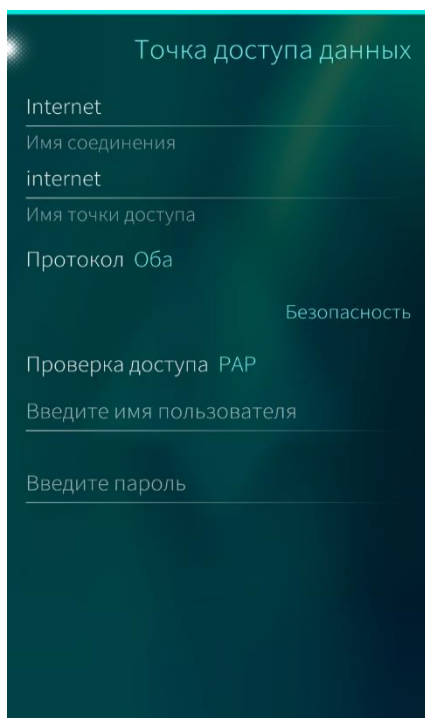 Точка доступа данных
Internet
Имя соединения
internet
Имя точки доступа
Протокол Оба
Безопасность
Проверка доступа PAP
Введите имя пользователя
Введите пароль